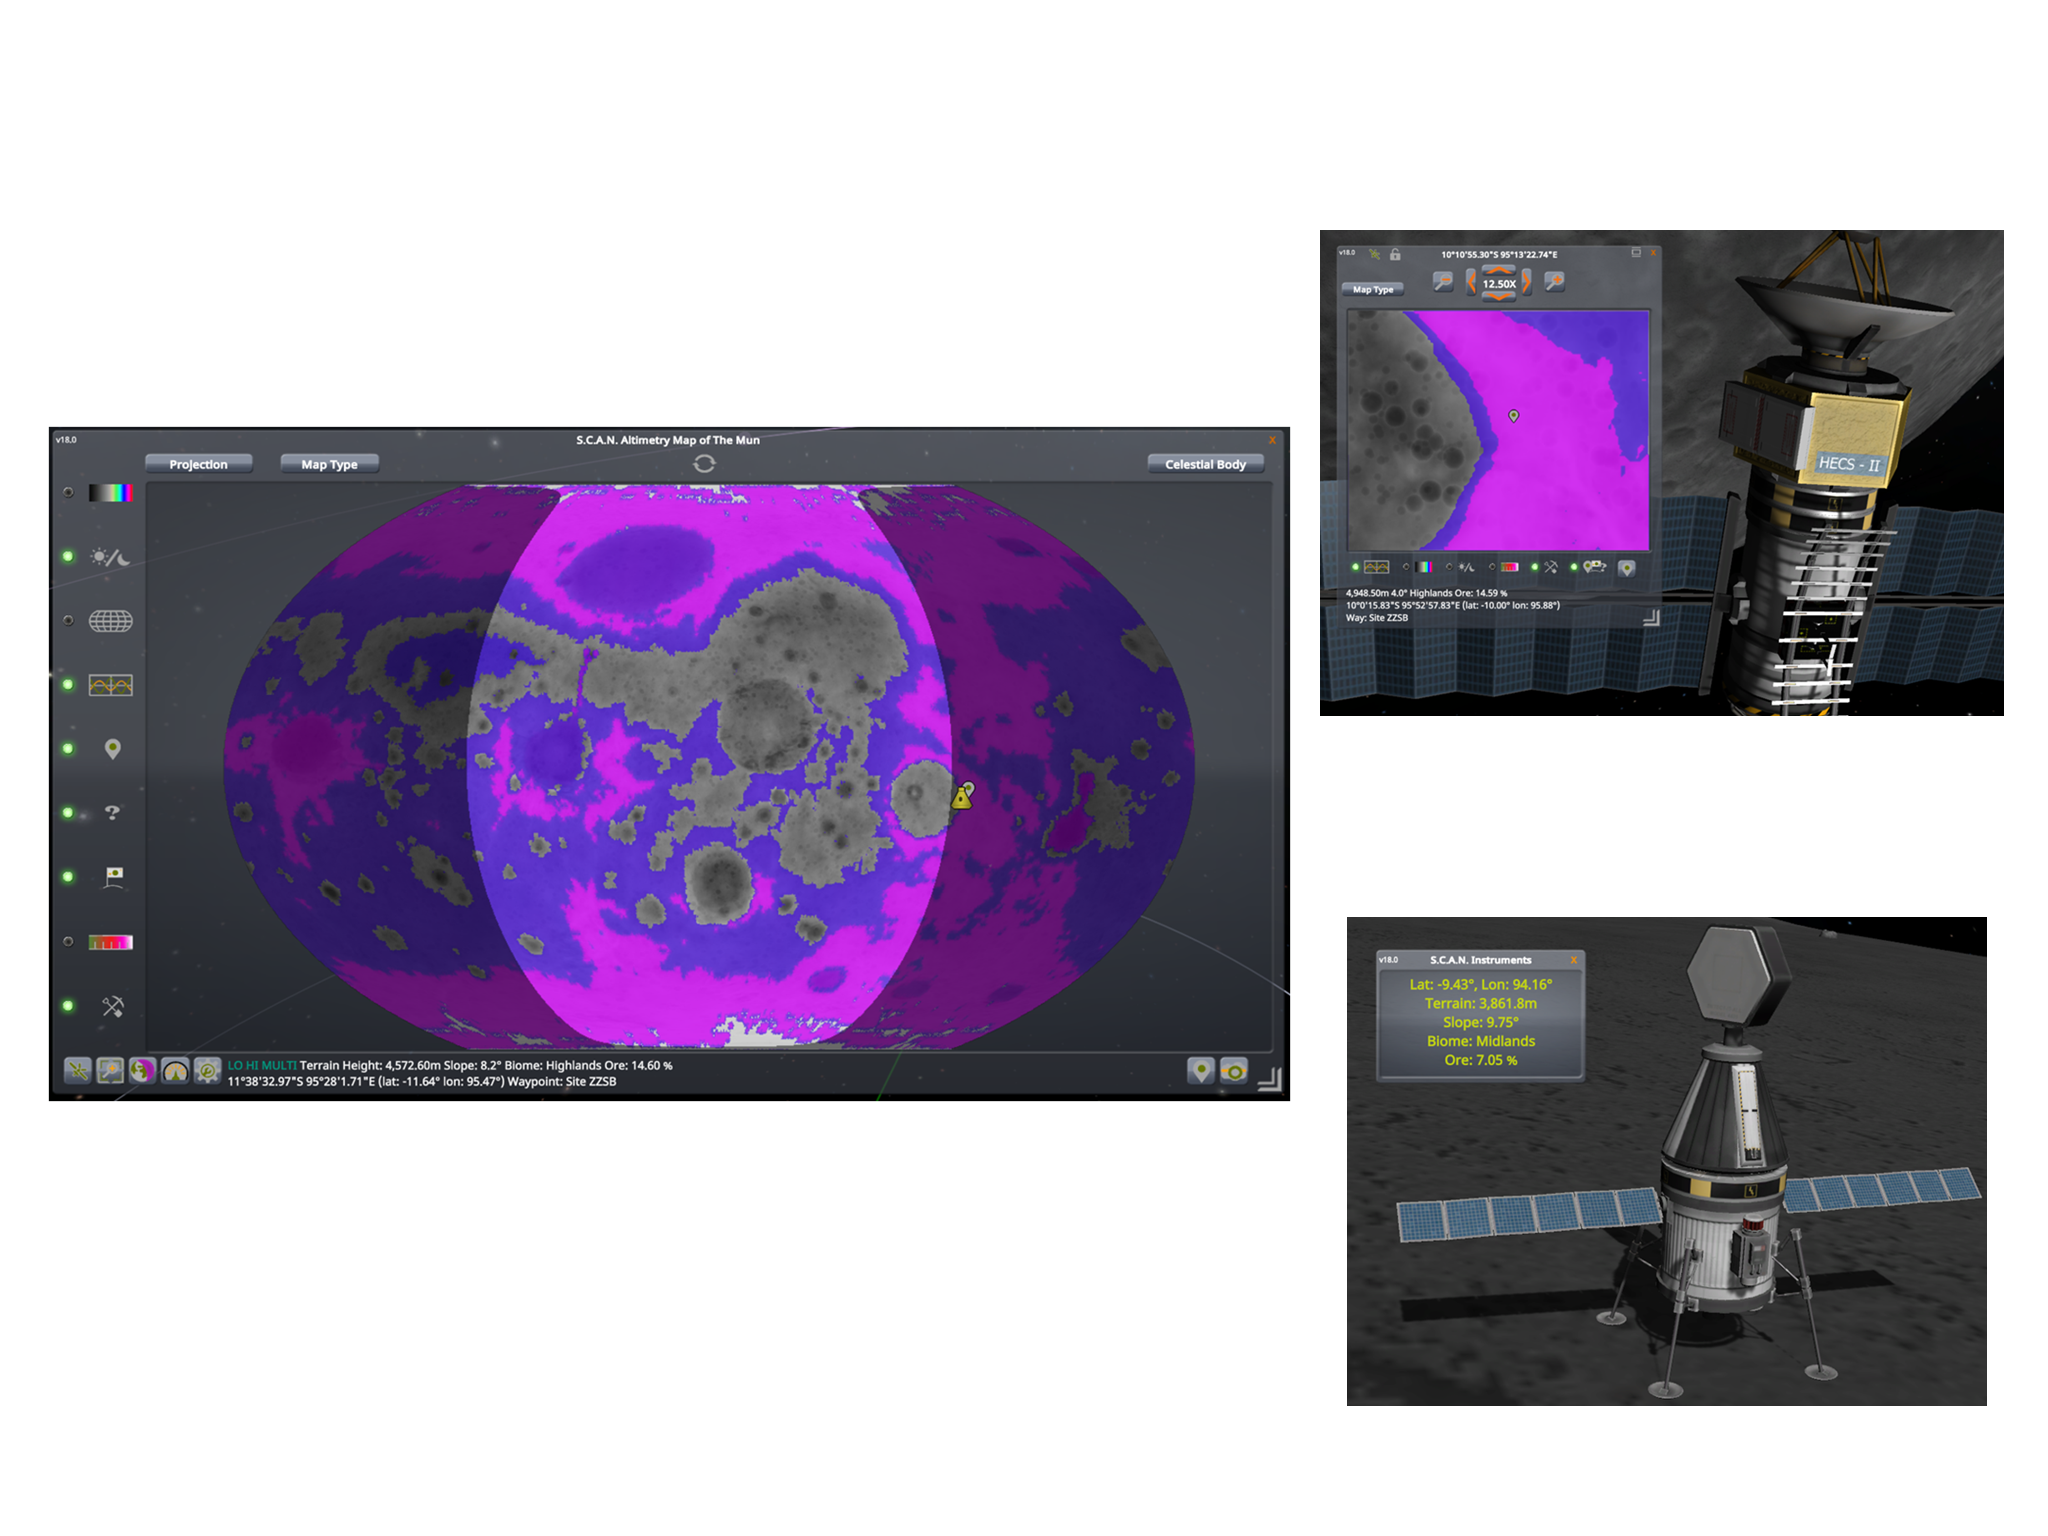 v18.0
S.C.A.N. Altimetry Map of The Mun
X
Projection
Map Type
Celestial Body
?
LO HI MULTI Terrain Height: 4,572.60m Slope: 8.2° Biome: Highlands Ore: 14.60 %
11°38'32.97"S 95°28'1.71"E (lat: -11.64° lon: 95.47°) Waypoint: Site ZZSB
v18.0
10°10'55.30"S 95°13'22.74"E
X
Map Type
12.50X
4,948.50m 4.0° Highlands Ore: 14.59 %
10°0'15.83"S 95°52'57.83"E (lat: -10.00° lon: 95.88°)
Way: Site ZZSB
HECS - II
v18.0
S.C.A.N. Instruments
X
Lat: -9.43°, Lon: 94.16°
Terrain: 3,861.8m
Slope: 9.75°
Biome: Midlands
Ore: 7.05 %